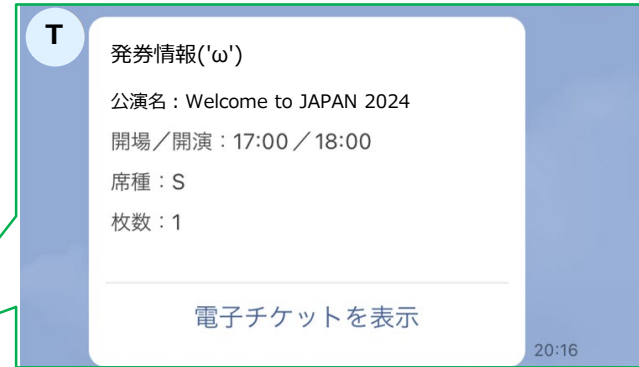 T
発券情報('ω')
公演名：Welcome to JAPAN 2024
開場／開演：17:00／18:00
席種：S
枚数：1
電子チケットを表示
20:16